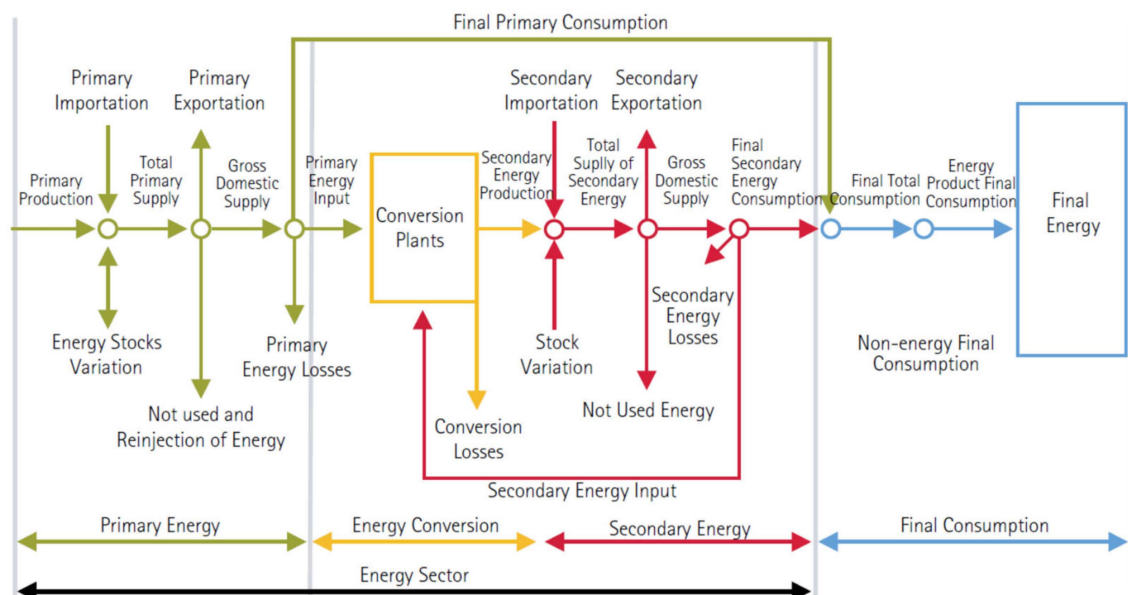 Final Primary Consumption
Primary
Importation
Primary
Exportation
Secondary
Importation
Secondary
Exportation
Primary
Production
Total
Primary
Supply
Gross
Domestic
Supply
Primary
Energy
Input
Conversion
Plants
Secondary
Energy
Production
Total
Suplly of
Secondary
Energy
Gross
Domestic
Supply
Final
Secondary
Energy
Consumption
Final Total
Consumption
Energy
Product Final
Consumption
Final
Energy
Energy Stocks
Variation
Primary
Energy Losses
Not used and
Reinjection of Energy
Conversion
Losses
Stock
Variation
Not Used Energy
Secondary
Energy
Losses
Non-energy Final
Consumption
Secondary Energy Input
Primary Energy
Energy Conversion
Secondary Energy
Final Consumption
Energy Sector